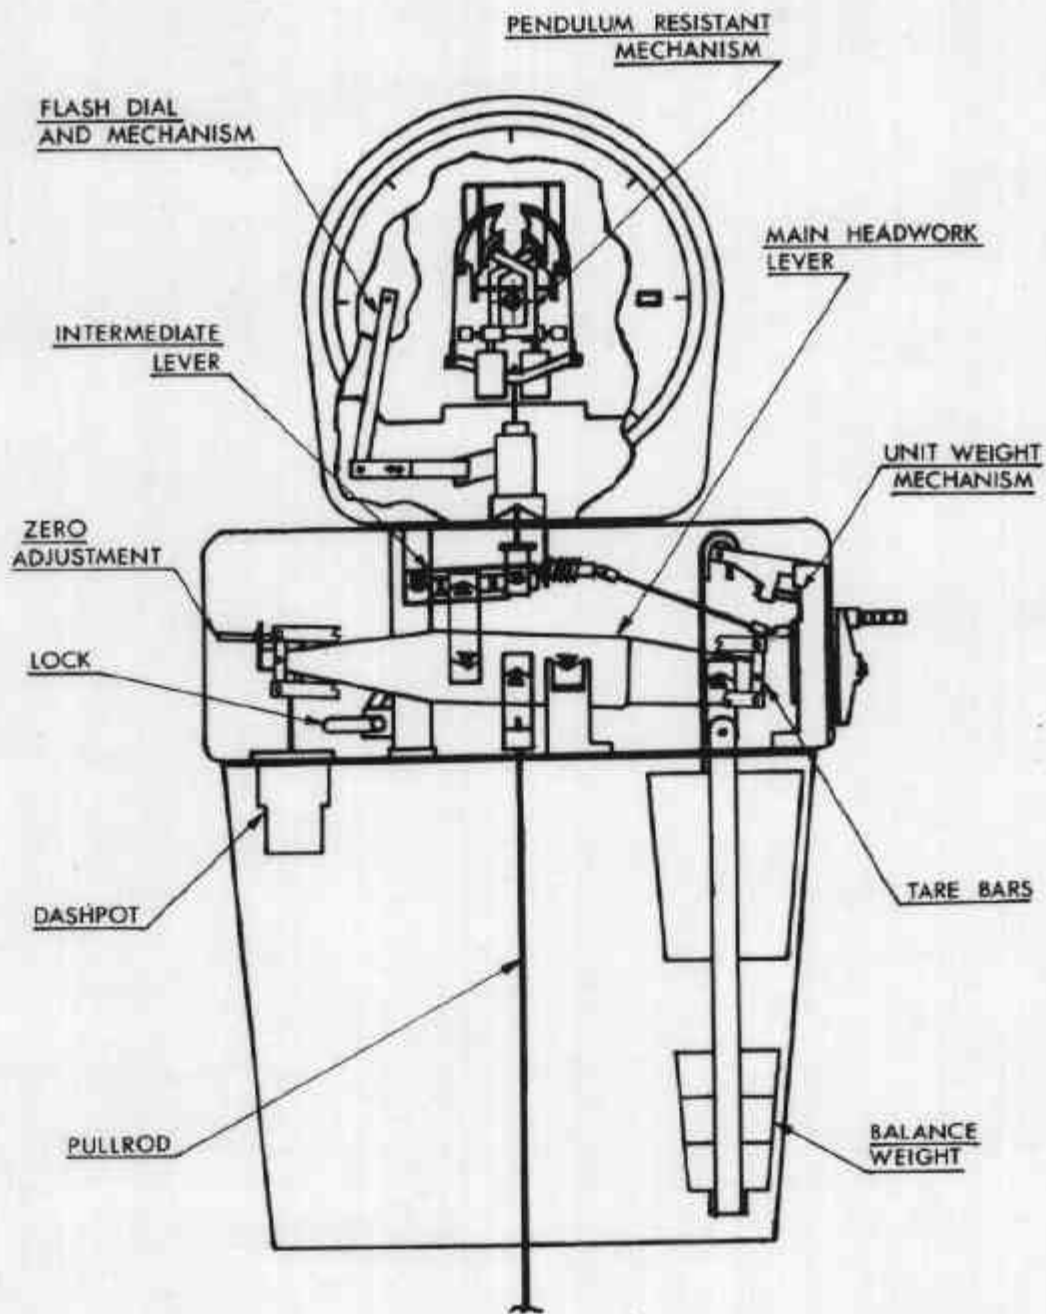 PENDULUM RESISTANT
MECHANISM
FLASH DIAL
AND MECHANISM
MAIN HEADWORK
LEVER
INTERMEDIATE
LEVER
UNIT WEIGHT
MECHANISM
ZERO
ADJUSTMENT
LOCK
TARE BARS
DASHPOT
PULLROD
BALANCE
WEIGHT